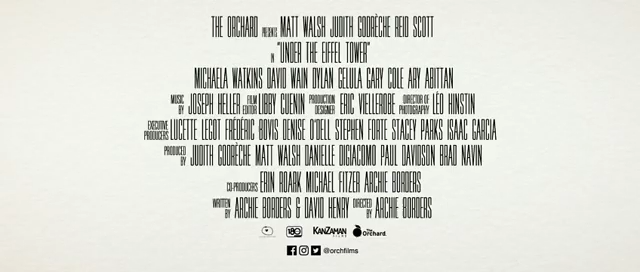 THE ORCHARD PRESENTS MATT WALSH JUDITH GODRÈCHE REID SCOTT
IN "UNDER THE EIFFEL TOWER"
MICHAELA WATKINS DAVID WAIN DYLAN GELULA GARY COLE ARY ABITTAN
MUSIC BY JOSEPH HELLER FILM EDITOR LIBBY CUENIN PRODUCTION DESIGNER ERIC VIELLEROBE DIRECTOR OF PHOTOGRAPHY LÉO HINSTIN
EXECUTIVE PRODUCERS LUCETTE LEGOT FRÉDÉRIC BOVIS DENISE O'DELL STEPHEN FORTE STACEY PARKS ISAAC GARCIA
PRODUCED BY JUDITH GODRÈCHE MATT WALSH DANIELLE DIGIACOMO PAUL DAVIDSON BRAD NAVIN
CO-PRODUCERS ERIN ROARK MICHAEL FITZER ARCHIE BORDERS
WRITTEN BY ARCHIE BORDERS & DAVID HENRY DIRECTED BY ARCHIE BORDERS
180 KANZAMAN FILMS The Orchard.
@orchfilms